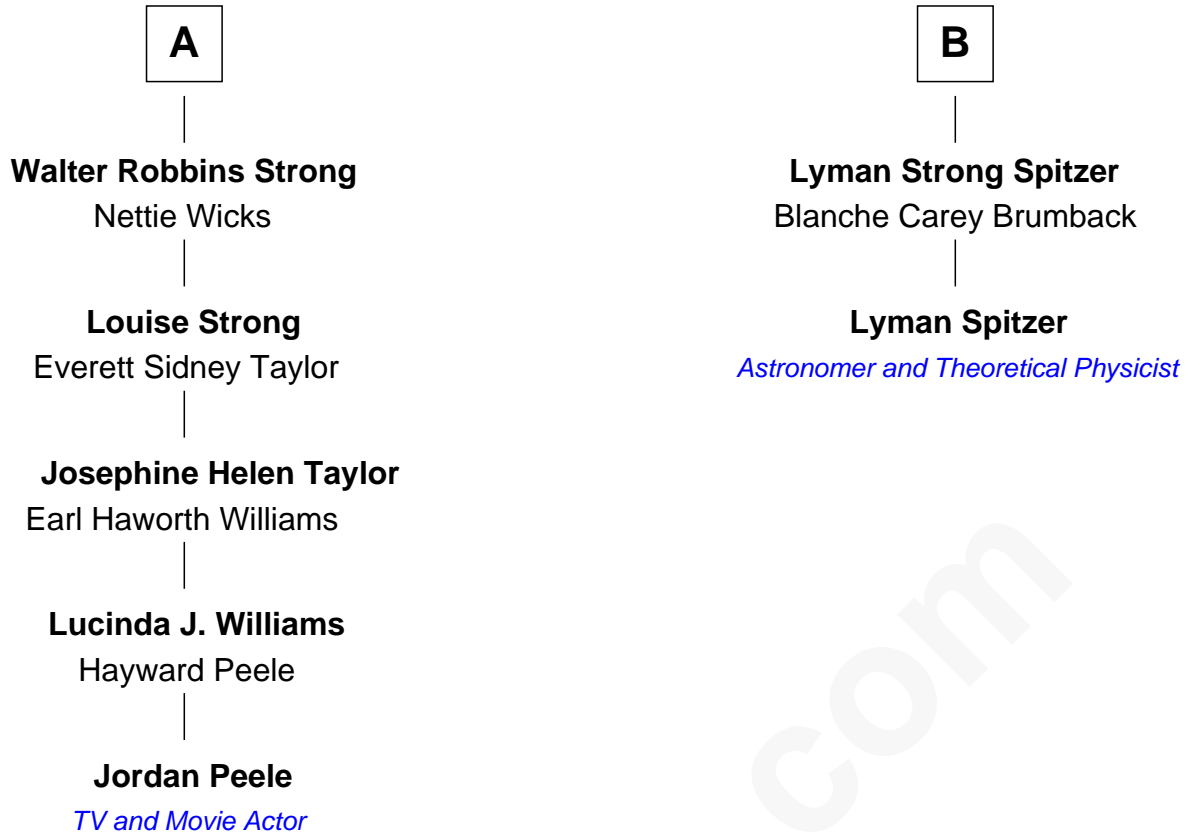 A
Walter Robbins Strong
Nettie Wicks
Louise Strong
Everett Sidney Taylor
Josephine Helen Taylor
Earl Haworth Williams
Lucinda J. Williams
Hayward Peele
Jordan Peele
TV and Movie Actor
B
Lyman Strong Spitzer
Blanche Carey Brumback
Lyman Spitzer
Astronomer and Theoretical Physicist
com